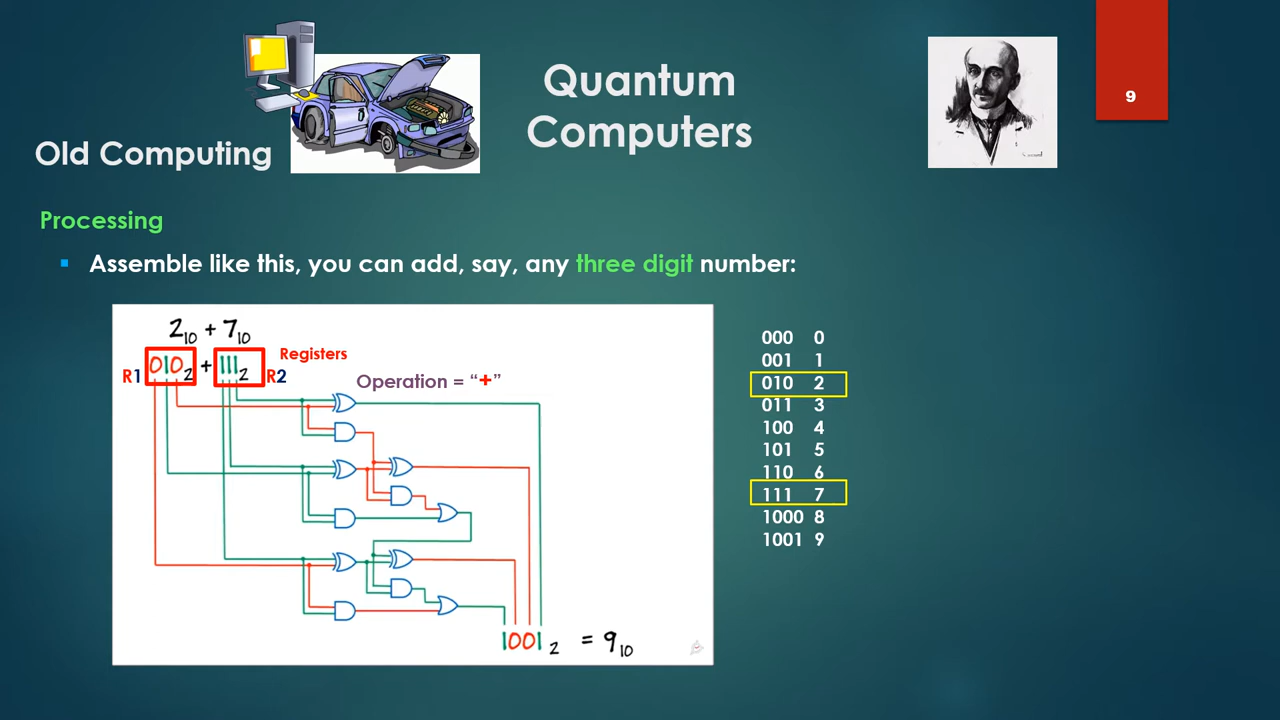 Quantum
Computers
9
Old Computing
Processing
Assemble like this, you can add, say, any three digit number:
2₁₀ + 7₁₀
R1 010₂ + 111₂ R2
Registers
Operation = “+”
1001₂ = 9₁₀
000 0
001 1
010 2
011 3
100 4
101 5
110 6
111 7
1000 8
1001 9